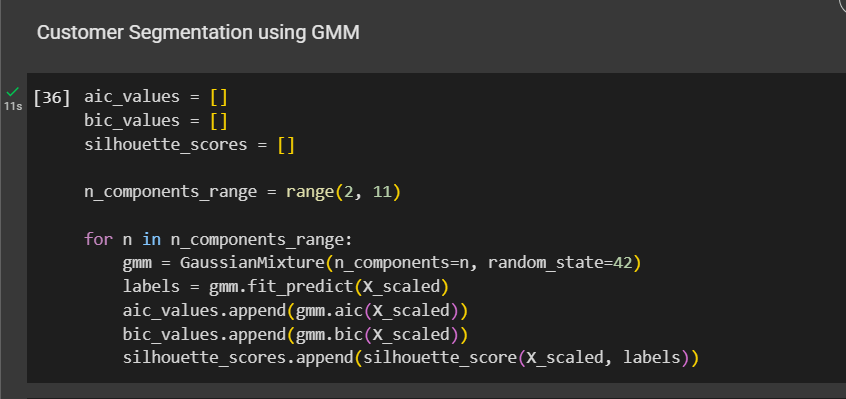 Customer Segmentation using GMM
11s
[36] aic_values = []
bic_values = []
silhouette_scores = []
n_components_range = range(2, 11)
for n in n_components_range:
gmm = GaussianMixture(n_components=n, random_state=42)
labels = gmm.fit_predict(X_scaled)
aic_values.append(gmm.aic(X_scaled))
bic_values.append(gmm.bic(X_scaled))
silhouette_scores.append(silhouette_score(X_scaled, labels))